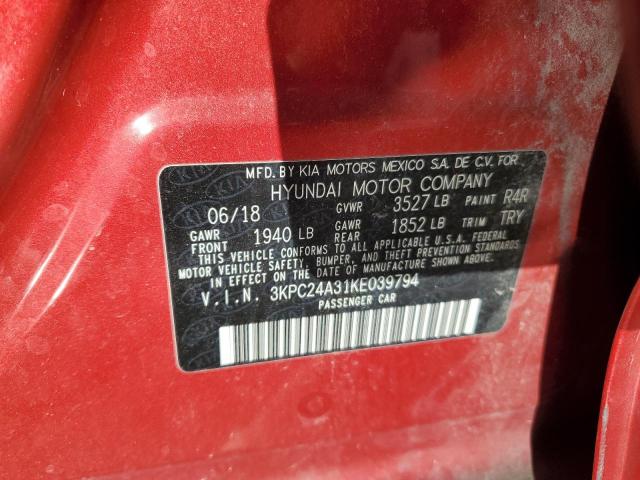 MFD. BY KIA MOTORS MEXICO S.A. DE C.V. FOR
HYUNDAI MOTOR COMPANY
06/18 GVWR 3527 LB PAINT R4R
GAWR FRONT 1940 LB GAWR REAR 1852 LB TRIM TRY
THIS VEHICLE CONFORMS TO ALL APPLICABLE U.S.A. FEDERAL
MOTOR VEHICLE SAFETY, BUMPER, AND THEFT PREVENTION STANDARDS
IN EFFECT ON THE DATE OF MANUFACTURE SHOWN ABOVE.
V.I.N. 3KPC24A31KE039794
PASSENGER CAR